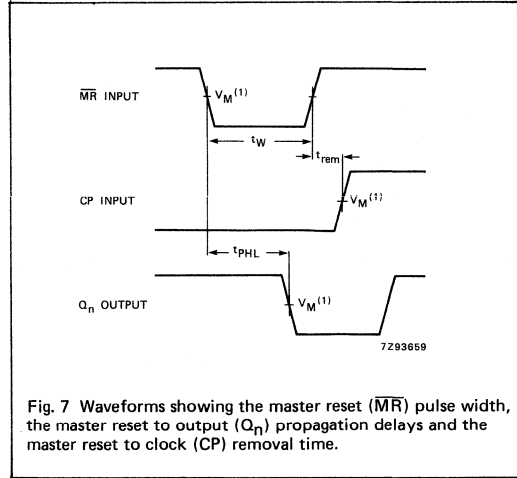 MR INPUT
VM(1)
tW
trem
CP INPUT
VM(1)
tPHL
Qn OUTPUT
VM(1)
7Z93659
Fig. 7 Waveforms showing the master reset (MR) pulse width,
the master reset to output (Qn) propagation delays and the
master reset to clock (CP) removal time.